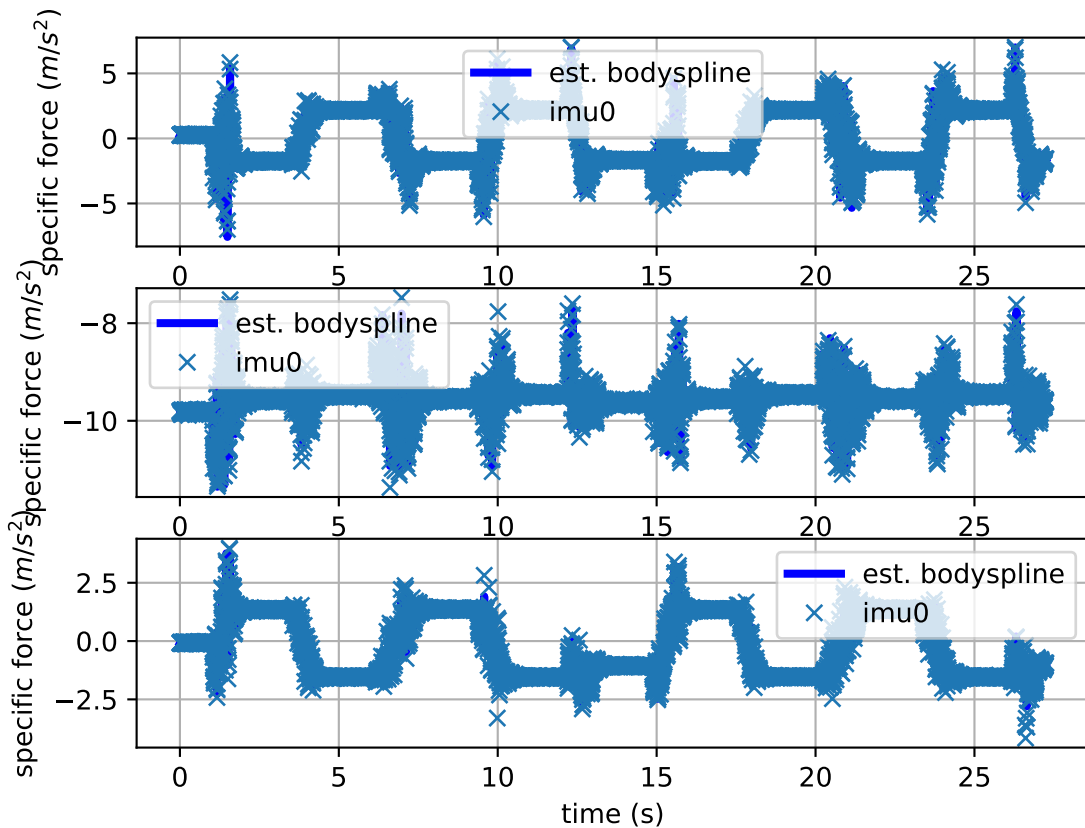 specific force (m/s²)
5
0
−5
est. bodyspline
imu0
0 5 10 15 20 25
specific force (m/s²)
−8
−10
est. bodyspline
imu0
0 5 10 15 20 25
specific force (m/s²)
2.5
0.0
−2.5
est. bodyspline
imu0
0 5 10 15 20 25
time (s)